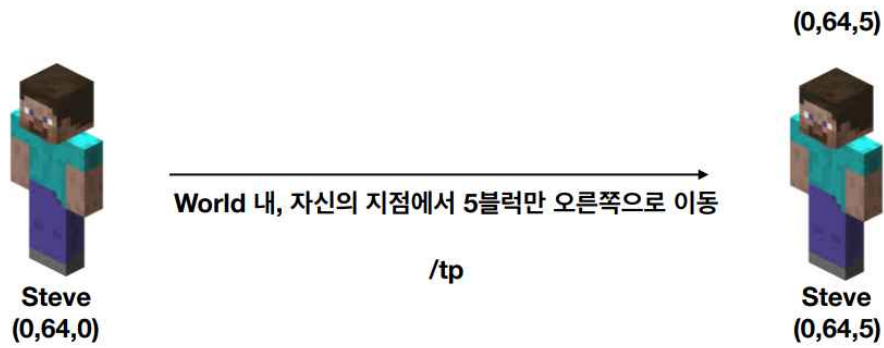 (0,64,5)
World 내, 자신의 지점에서 5블럭만 오른쪽으로 이동
/tp
Steve
(0,64,0)
Steve
(0,64,5)